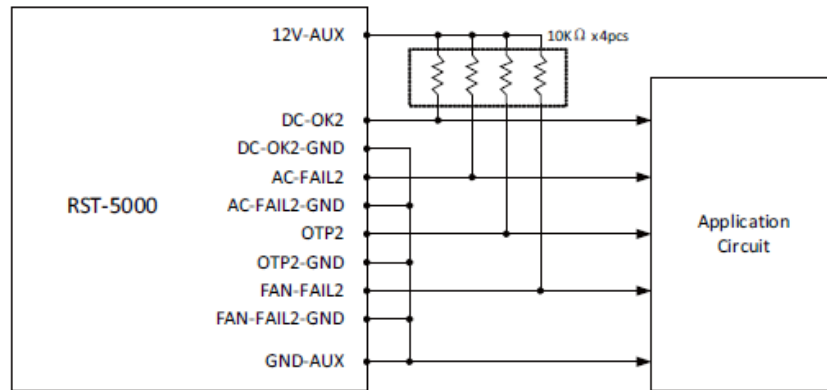 12V-AUX
10KΩ x4pcs
DC-OK2
DC-OK2-GND
AC-FAIL2
RST-5000
AC-FAIL2-GND
Application
Circuit
OTP2
OTP2-GND
FAN-FAIL2
FAN-FAIL2-GND
GND-AUX